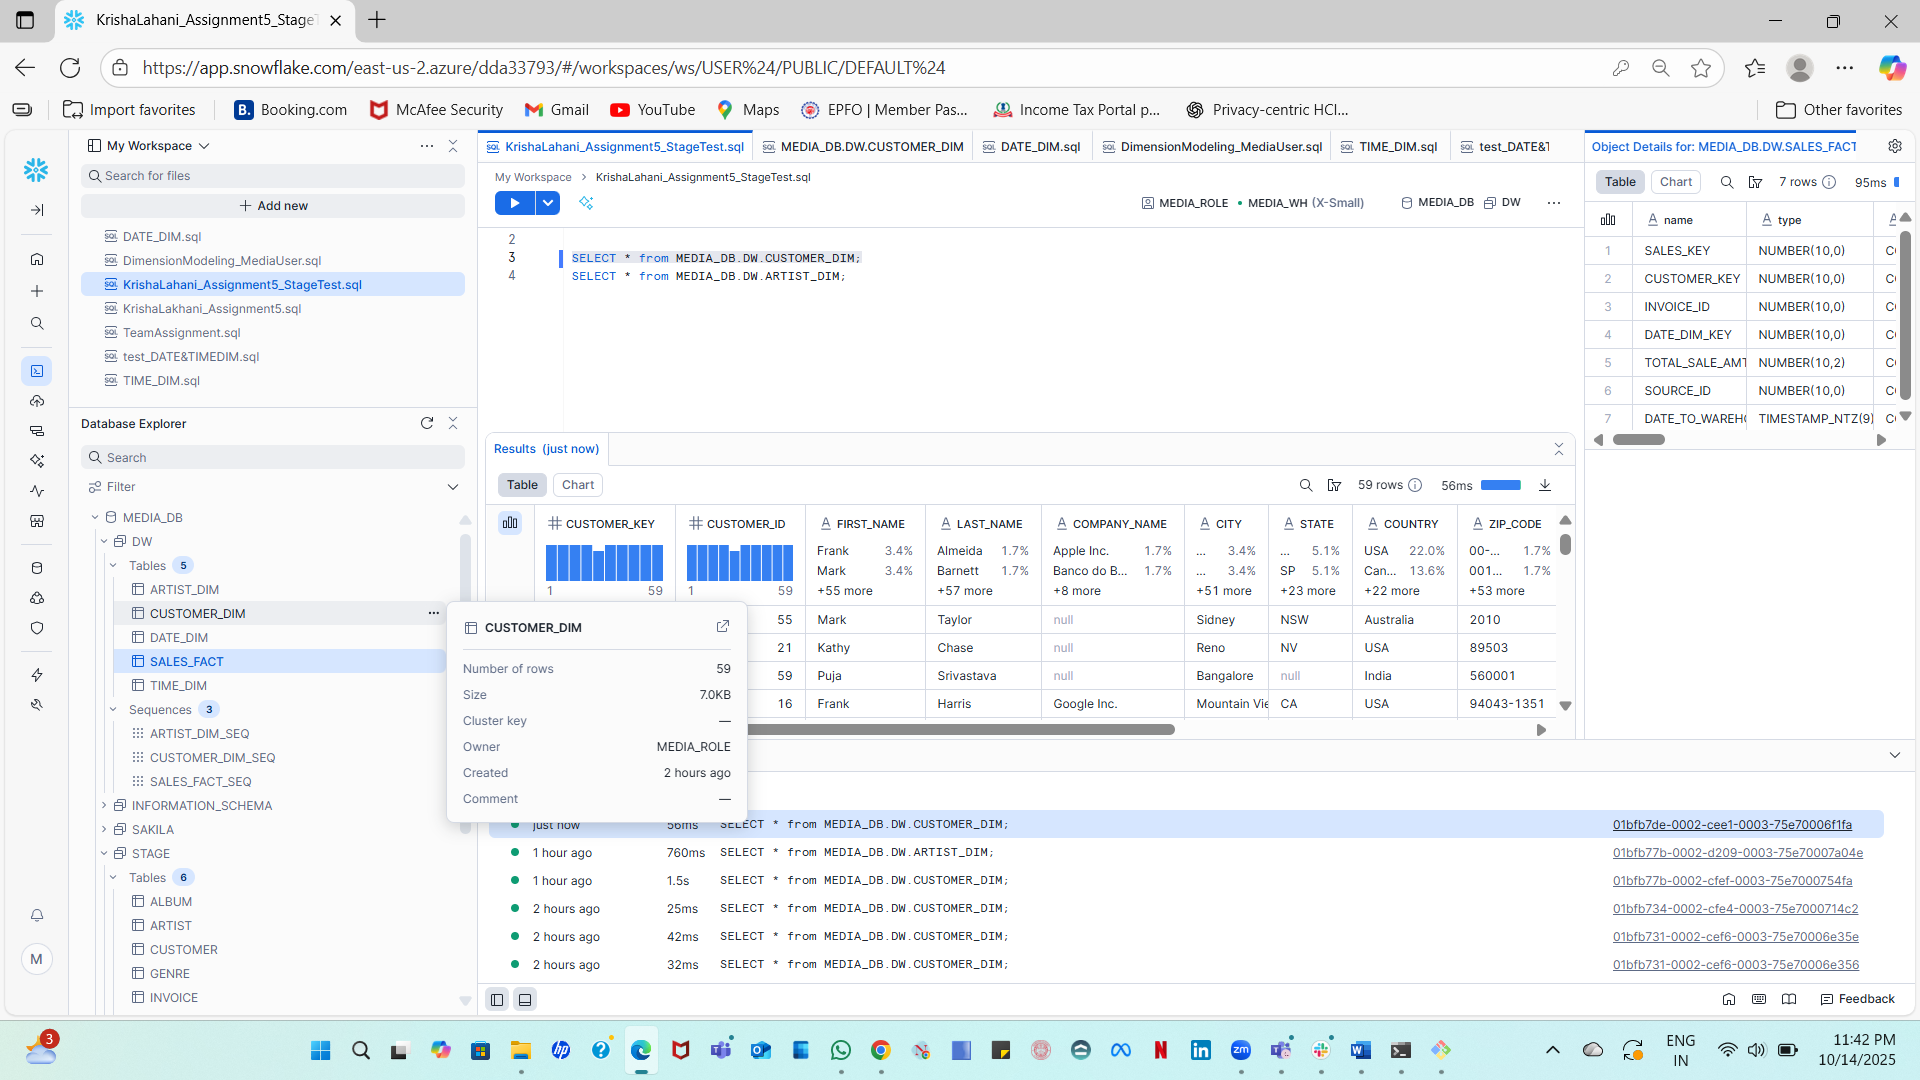 KrishaLahani_Assignment5_StageT
https://app.snowflake.com/east-us-2.azure/dda33793/#/workspaces/ws/USER%24/PUBLIC/DEFAULT%24
Import favorites
B. Booking.com
McAfee Security
Gmail
YouTube
Maps
EPFO | Member Pas...
Income Tax Portal p...
Privacy-centric HCI...
Other favorites
My Workspace
Search for files
Add new
DATE_DIM.sql
DimensionModeling_MediaUser.sql
KrishaLahani_Assignment5_StageTest.sql
KrishaLakhani_Assignment5.sql
TeamAssignment.sql
test_DATE&TIMEDIM.sql
TIME_DIM.sql
Database Explorer
Search
Filter
MEDIA_DB
DW
Tables 5
ARTIST_DIM
CUSTOMER_DIM
DATE_DIM
SALES_FACT
TIME_DIM
Sequences 3
ARTIST_DIM_SEQ
CUSTOMER_DIM_SEQ
SALES_FACT_SEQ
INFORMATION_SCHEMA
SAKILA
STAGE
Tables 6
ALBUM
ARTIST
CUSTOMER
GENRE
INVOICE
M
KrishaLahani_Assignment5_StageTest.sql
MEDIA_DB.DW.CUSTOMER_DIM
DATE_DIM.sql
DimensionModeling_MediaUser.sql
TIME_DIM.sql
test_DATE&T
My Workspace > KrishaLahani_Assignment5_StageTest.sql
MEDIA_ROLE • MEDIA_WH (X-Small)
MEDIA_DB DW
2
3 SELECT * from MEDIA_DB.DW.CUSTOMER_DIM;
4 SELECT * from MEDIA_DB.DW.ARTIST_DIM;
Results (just now)
Table Chart
59 rows 56ms
CUSTOMER_KEY CUSTOMER_ID FIRST_NAME LAST_NAME COMPANY_NAME CITY STATE COUNTRY ZIP_CODE
Frank 3.4% Almeida 1.7% Apple Inc. 1.7% ... 3.4% ... 5.1% USA 22.0% 00-... 1.7%
Mark 3.4% Barnett 1.7% Banco do B... 1.7% ... 3.4% SP 5.1% Can... 13.6% 001... 1.7%
1 59 1 59 +55 more +57 more +8 more +51 more +23 more +22 more +53 more
55 Mark Taylor null Sidney NSW Australia 2010
21 Kathy Chase null Reno NV USA 89503
59 Puja Srivastava null Bangalore null India 560001
16 Frank Harris Google Inc. Mountain Vie CA USA 94043-1351
CUSTOMER_DIM
Number of rows 59
Size 7.0KB
Cluster key —
Owner MEDIA_ROLE
Created 2 hours ago
Comment —
just now 56ms SELECT * from MEDIA_DB.DW.CUSTOMER_DIM; 01bfb7de-0002-cee1-0003-75e70006f1fa
1 hour ago 760ms SELECT * from MEDIA_DB.DW.ARTIST_DIM; 01bfb77b-0002-d209-0003-75e70007a04e
1 hour ago 1.5s SELECT * from MEDIA_DB.DW.CUSTOMER_DIM; 01bfb77b-0002-cfef-0003-75e7000754fa
2 hours ago 25ms SELECT * from MEDIA_DB.DW.CUSTOMER_DIM; 01bfb734-0002-cfe4-0003-75e7000714c2
2 hours ago 42ms SELECT * from MEDIA_DB.DW.CUSTOMER_DIM; 01bfb731-0002-cef6-0003-75e70006e35e
2 hours ago 32ms SELECT * from MEDIA_DB.DW.CUSTOMER_DIM; 01bfb731-0002-cef6-0003-75e70006e356
Object Details for: MEDIA_DB.DW.SALES_FACT
Table Chart
7 rows 95ms
name type
1 SALES_KEY NUMBER(10,0) C
2 CUSTOMER_KEY NUMBER(10,0) C
3 INVOICE_ID NUMBER(10,0) C
4 DATE_DIM_KEY NUMBER(10,0) C
5 TOTAL_SALE_AMT NUMBER(10,2) C
6 SOURCE_ID NUMBER(10,0) C
7 DATE_TO_WAREH TIMESTAMP_NTZ(9) C
Feedback
3
ENG
IN
11:42 PM
10/14/2025